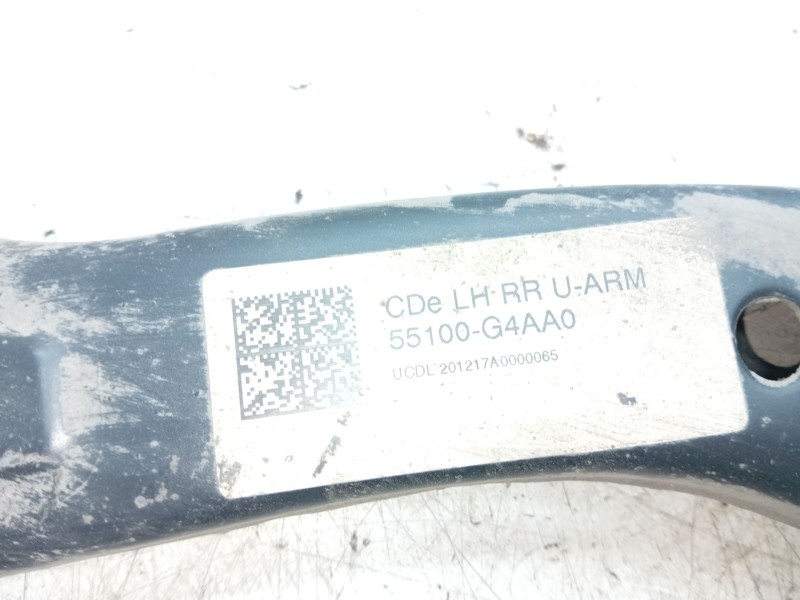 CDe LH RR U-ARM
55100-G4AA0
UCDL 201217A0000065